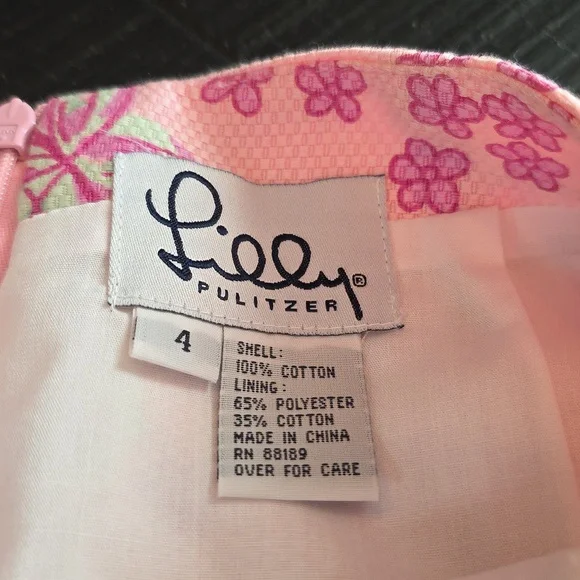 Lilly®
PULITZER
4
SHELL:
100% COTTON
LINING:
65% POLYESTER
35% COTTON
MADE IN CHINA
RN 88189
OVER FOR CARE